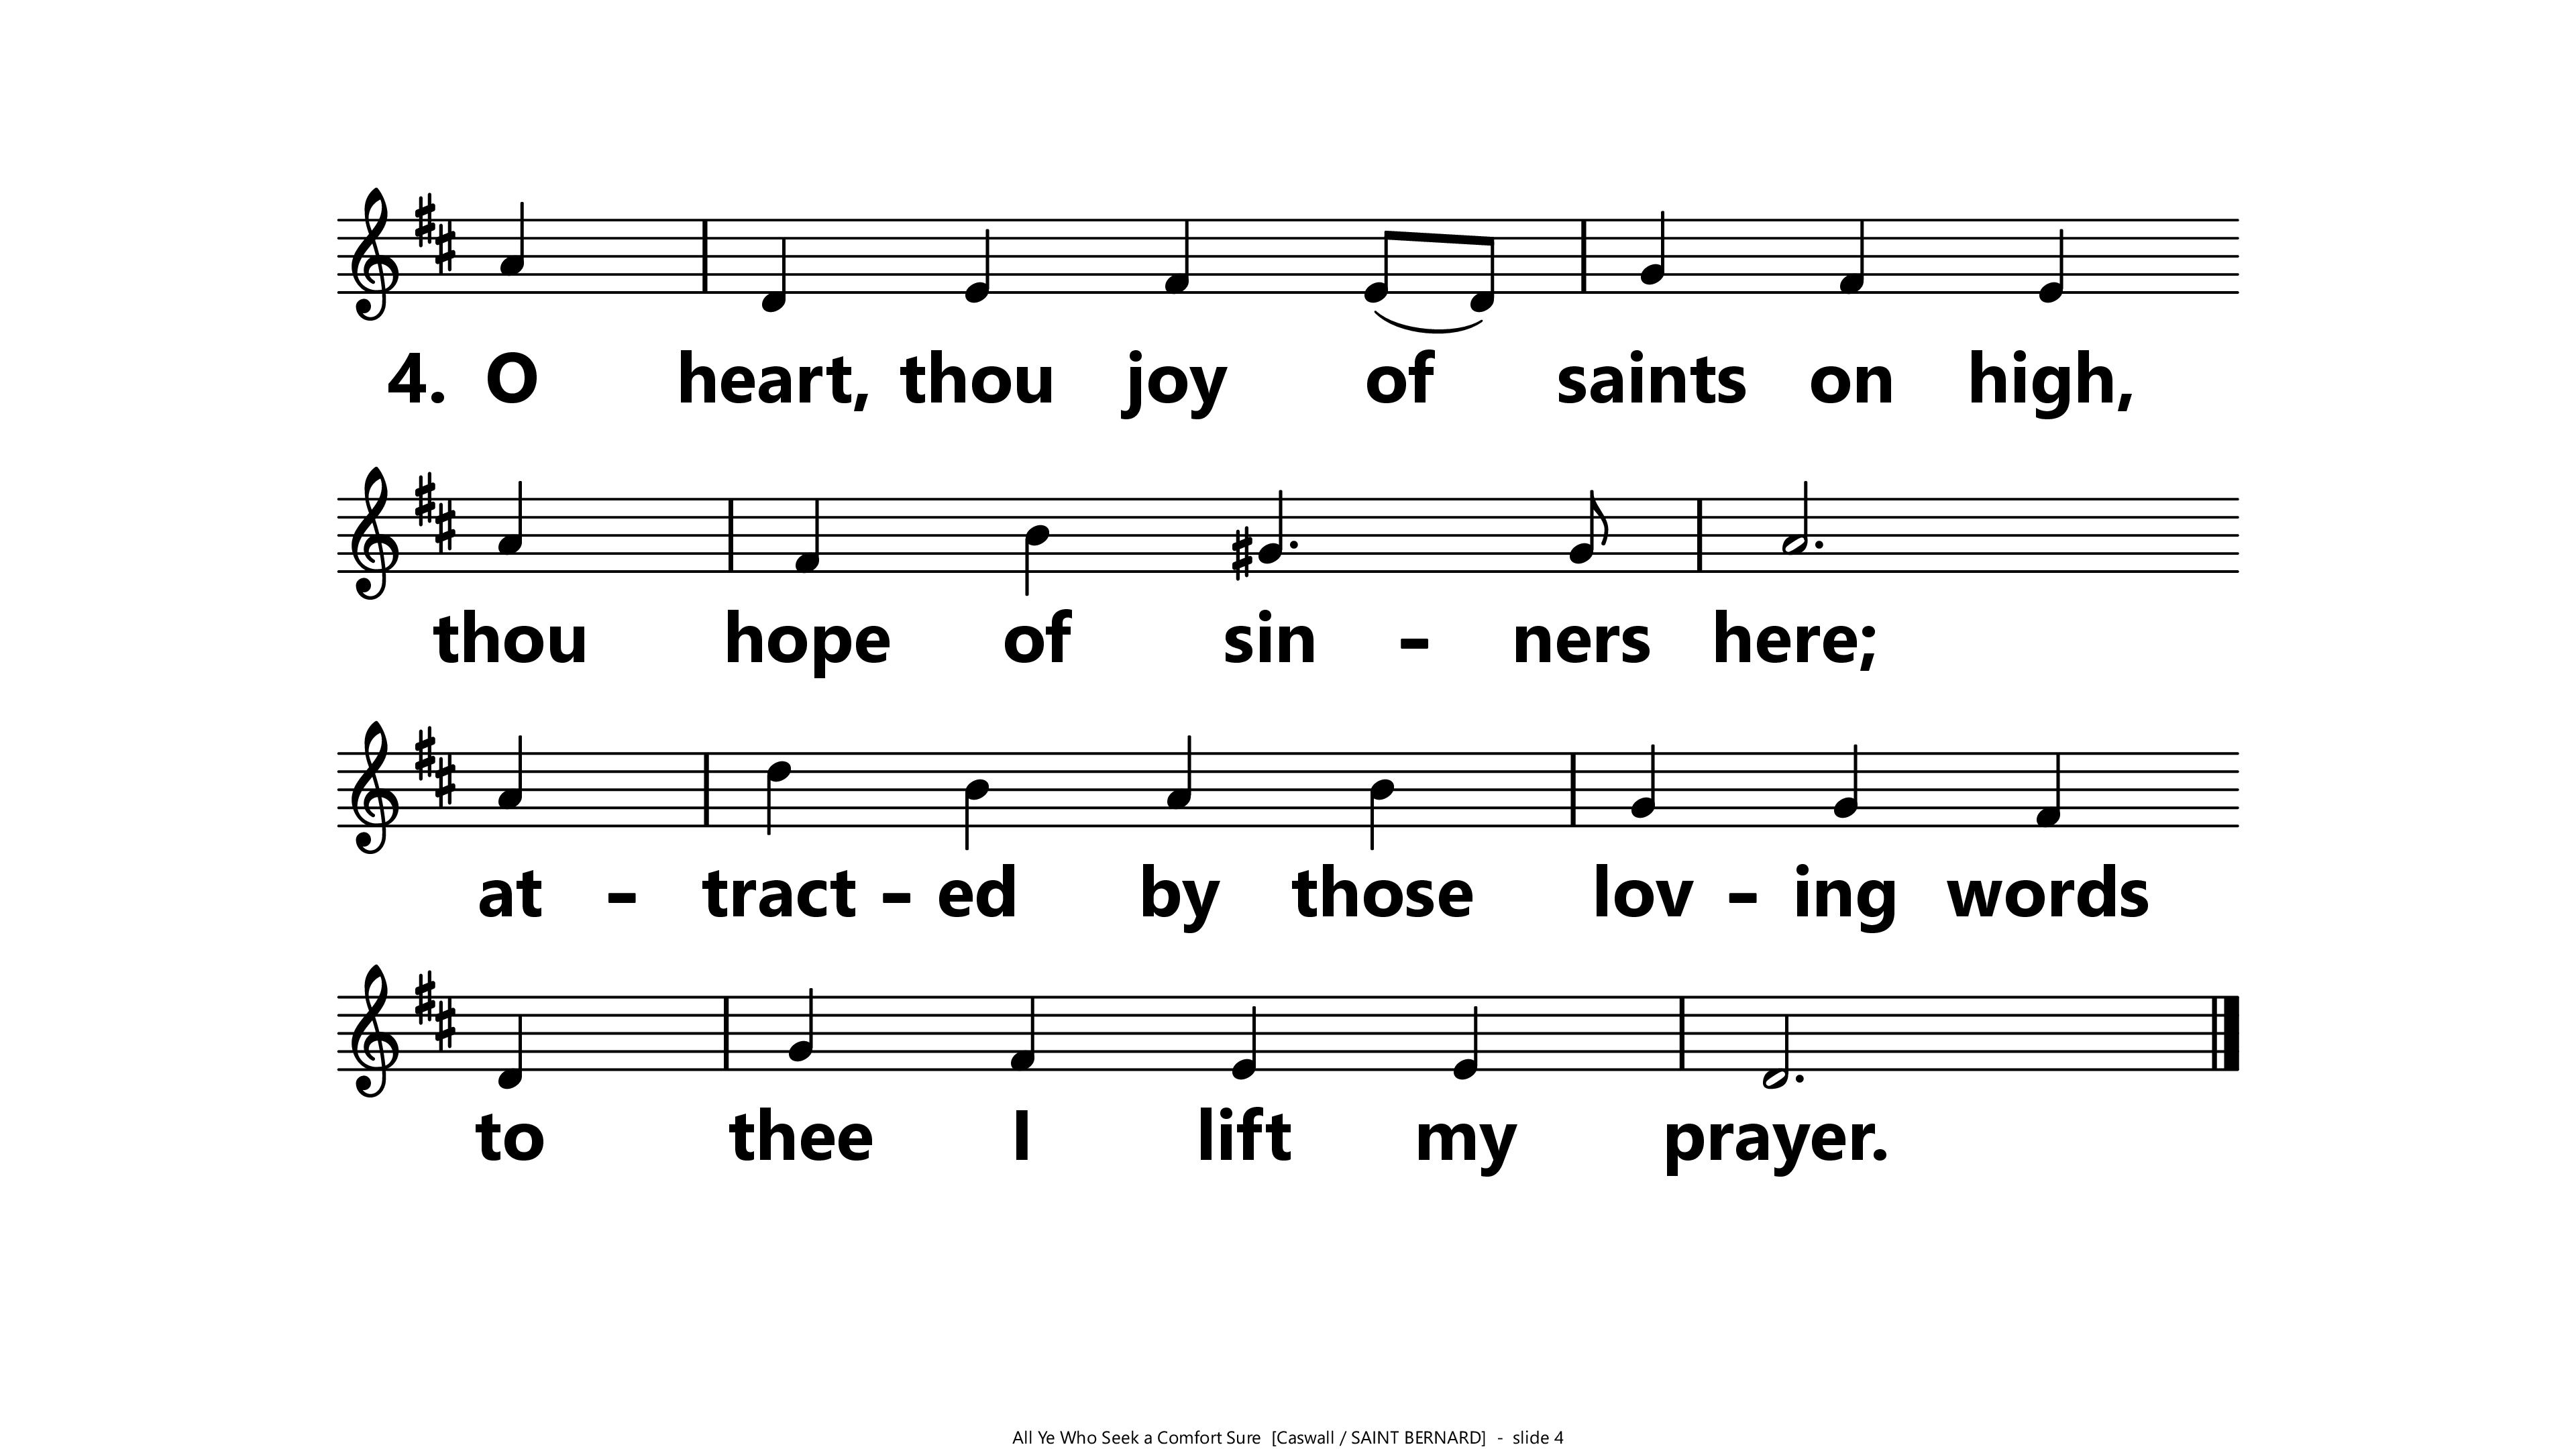 4. O heart, thou joy of saints on high,
thou hope of sin - ners here;
at - tract - ed by those lov - ing words
to thee I lift my prayer.
All Ye Who Seek a Comfort Sure [Caswall / SAINT BERNARD] - slide 4